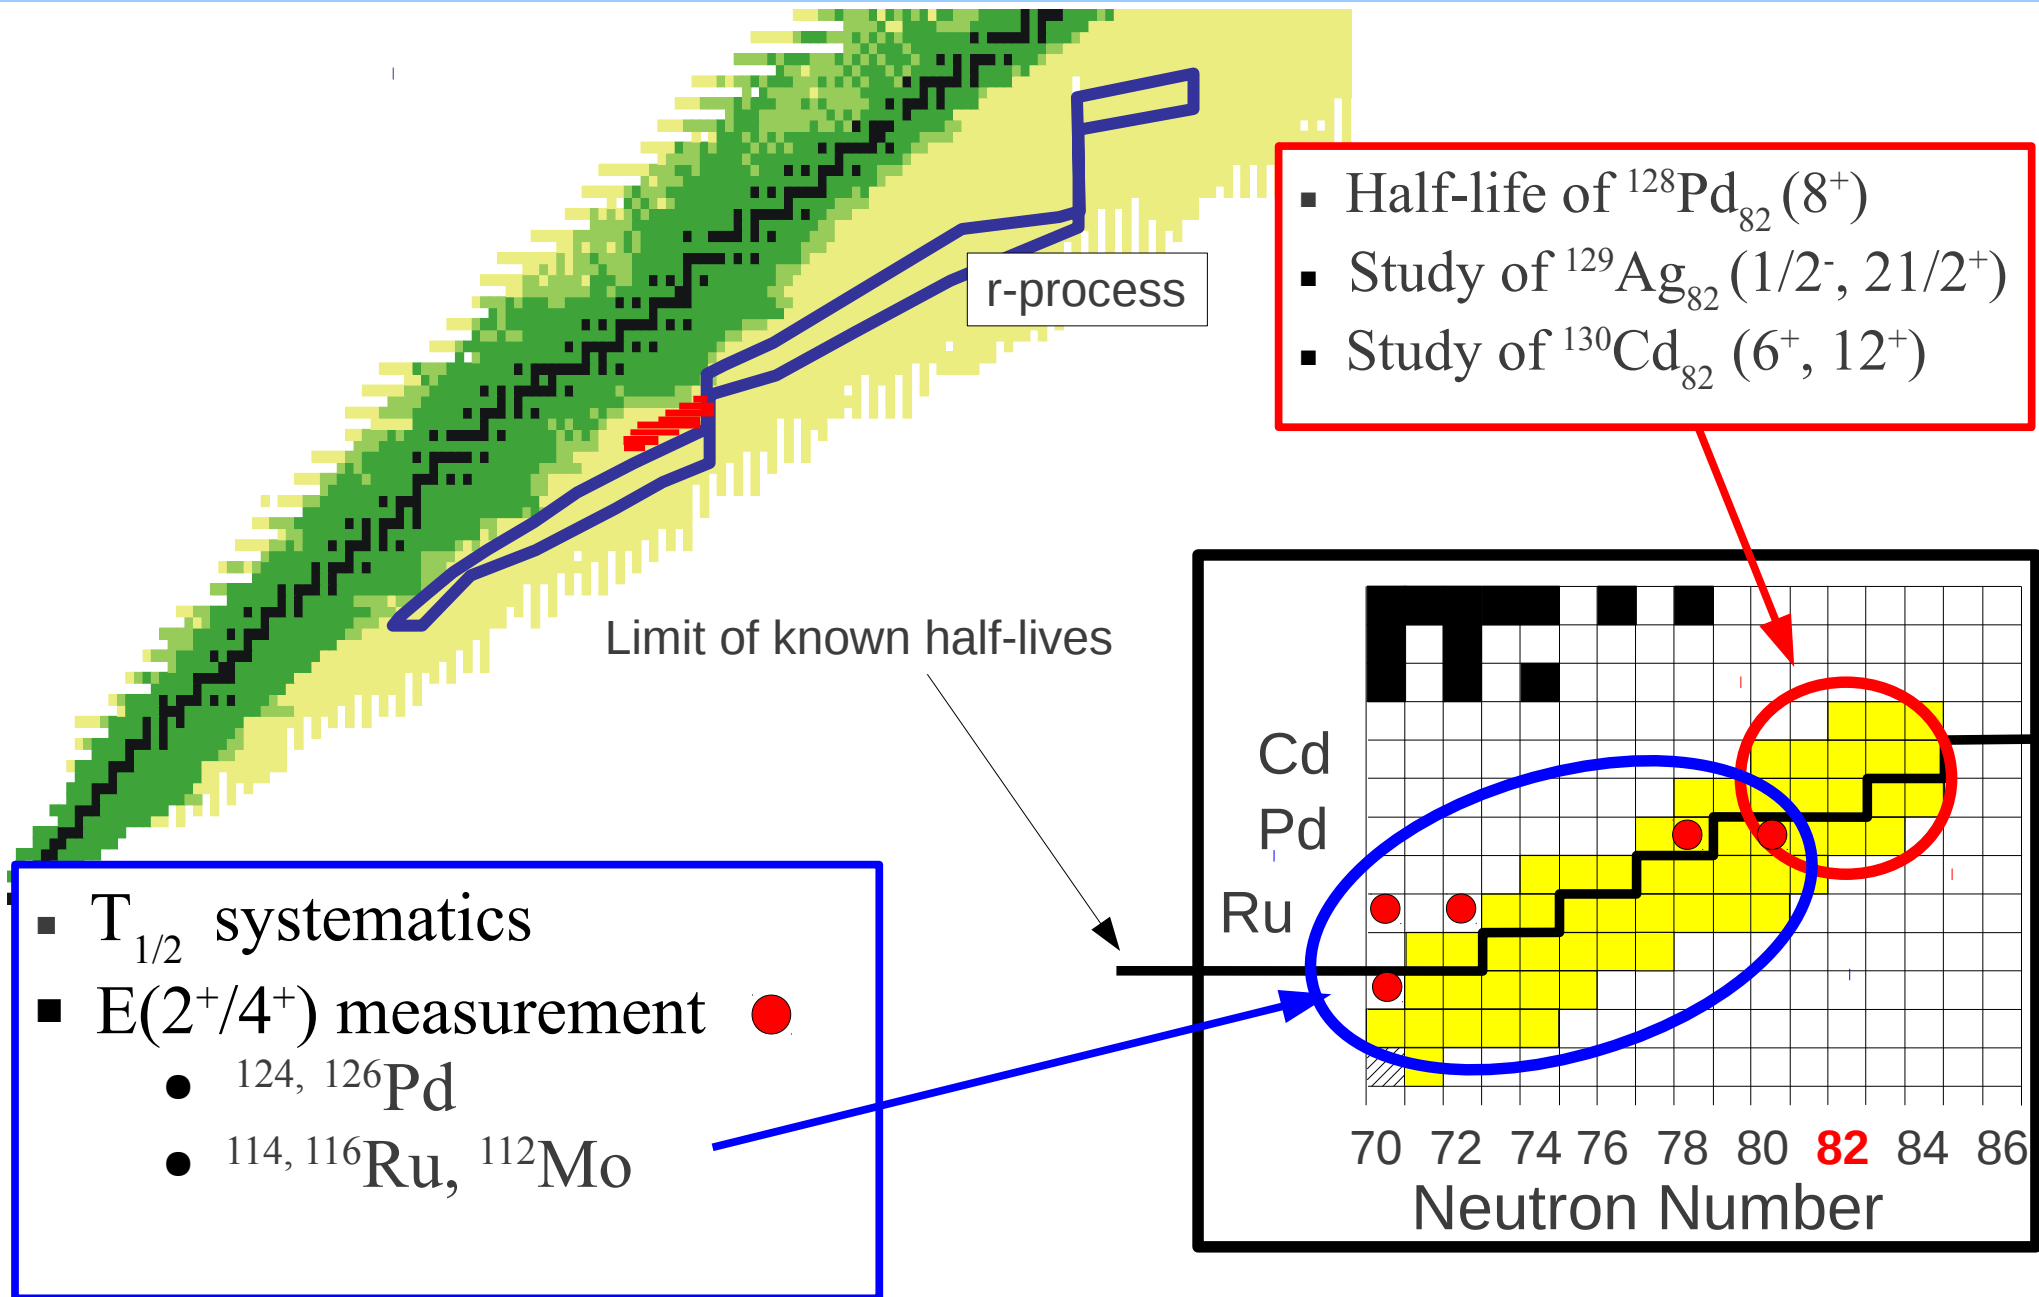 r-process
▪ Half-life of ¹²⁸Pd₈₂ (8⁺)
▪ Study of ¹²⁹Ag₈₂ (1/2⁻, 21/2⁺)
▪ Study of ¹³⁰Cd₈₂ (6⁺, 12⁺)
Limit of known half-lives
Cd
Pd
Ru
70 72 74 76 78 80 82 84 86
Neutron Number
▪ T₁/₂ systematics
▪ E(2⁺/4⁺) measurement
● ¹²⁴, ¹²⁶Pd
● ¹¹⁴, ¹¹⁶Ru, ¹¹²Mo